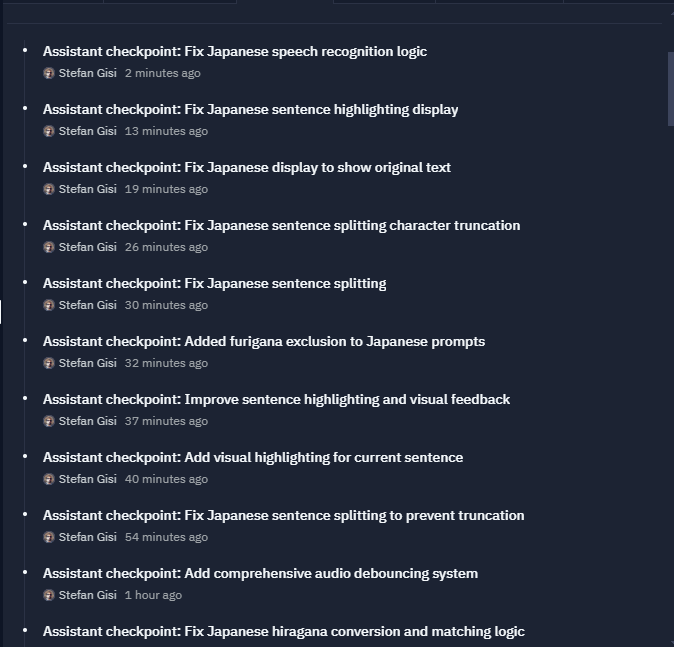 Assistant checkpoint: Fix Japanese speech recognition logic
Stefan Gisi 2 minutes ago
Assistant checkpoint: Fix Japanese sentence highlighting display
Stefan Gisi 13 minutes ago
Assistant checkpoint: Fix Japanese display to show original text
Stefan Gisi 19 minutes ago
Assistant checkpoint: Fix Japanese sentence splitting character truncation
Stefan Gisi 26 minutes ago
Assistant checkpoint: Fix Japanese sentence splitting
Stefan Gisi 30 minutes ago
Assistant checkpoint: Added furigana exclusion to Japanese prompts
Stefan Gisi 32 minutes ago
Assistant checkpoint: Improve sentence highlighting and visual feedback
Stefan Gisi 37 minutes ago
Assistant checkpoint: Add visual highlighting for current sentence
Stefan Gisi 40 minutes ago
Assistant checkpoint: Fix Japanese sentence splitting to prevent truncation
Stefan Gisi 54 minutes ago
Assistant checkpoint: Add comprehensive audio debouncing system
Stefan Gisi 1 hour ago
Assistant checkpoint: Fix Japanese hiragana conversion and matching logic